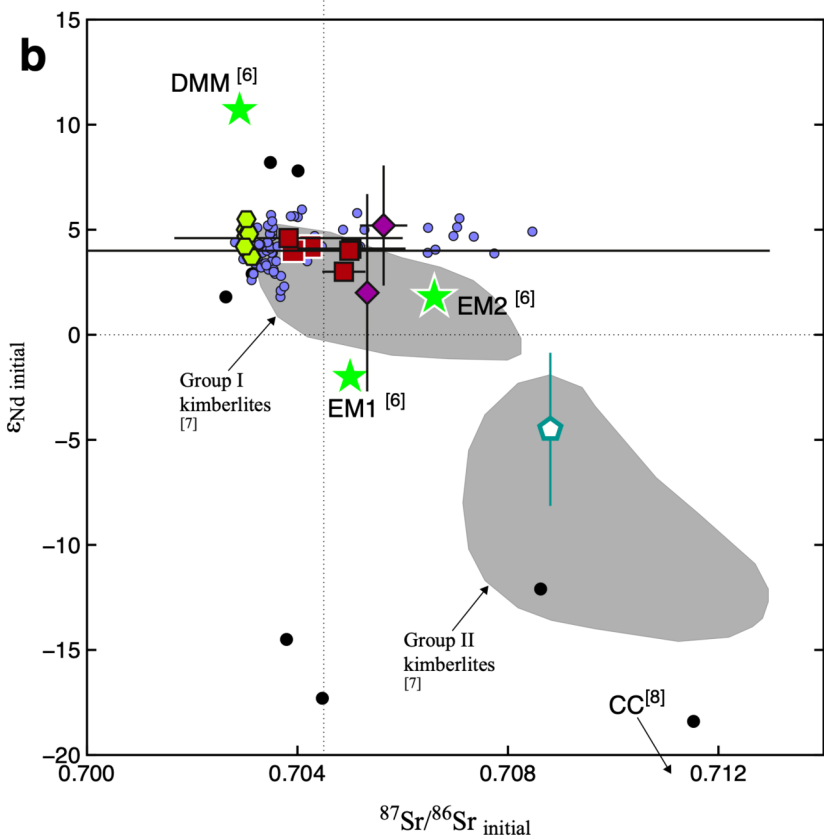 b
DMM [6]
EM2 [6]
EM1 [6]
Group I
kimberlites
[7]
Group II
kimberlites
[7]
CC[8]
15
10
5
0
−5
−10
−15
−20
0.700
0.704
0.708
0.712
εNd initial
87Sr/86Sr initial